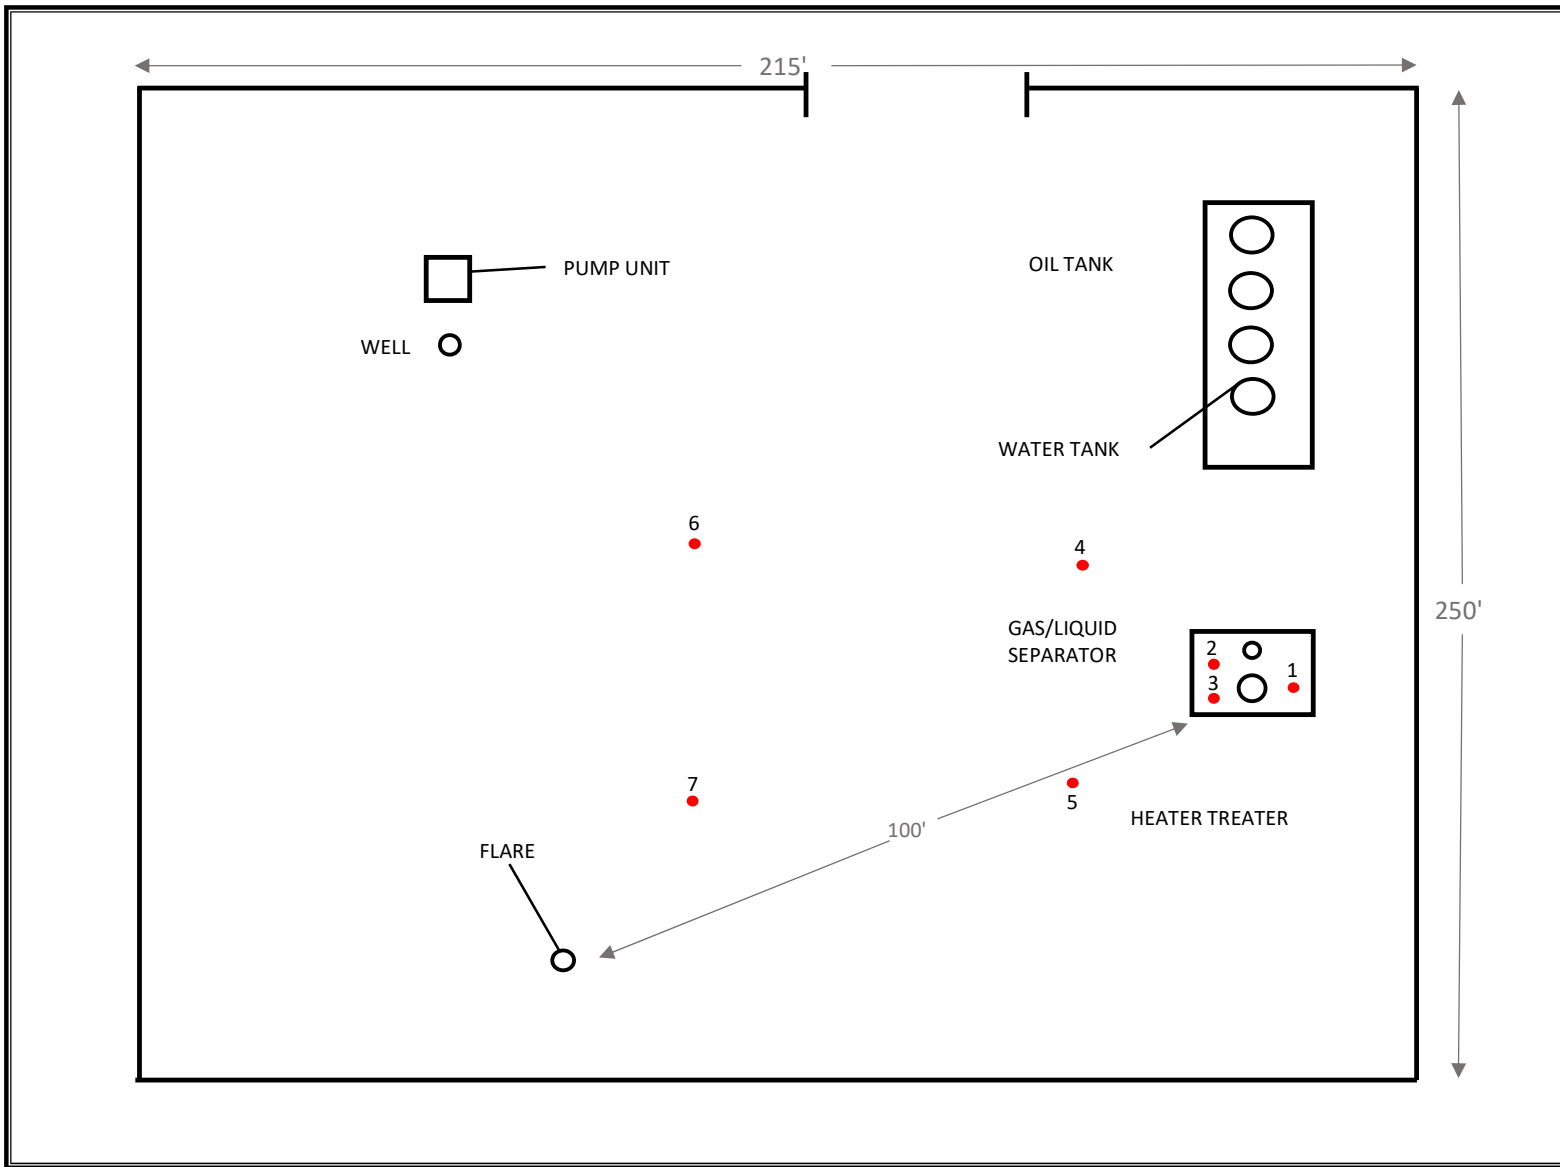 215'
PUMP UNIT
OIL TANK
WELL
WATER TANK
6
4
250'
GAS/LIQUID
SEPARATOR
2
1
3
7
5
HEATER TREATER
100'
FLARE